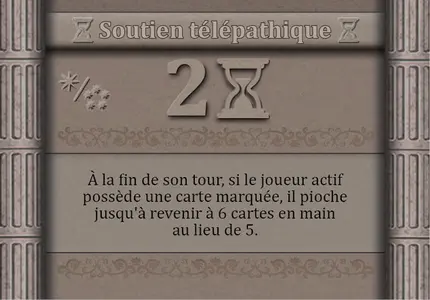 Soutien télépathique
2
À la fin de son tour, si le joueur actif
possède une carte marquée, il pioche
jusqu'à revenir à 6 cartes en main
au lieu de 5.